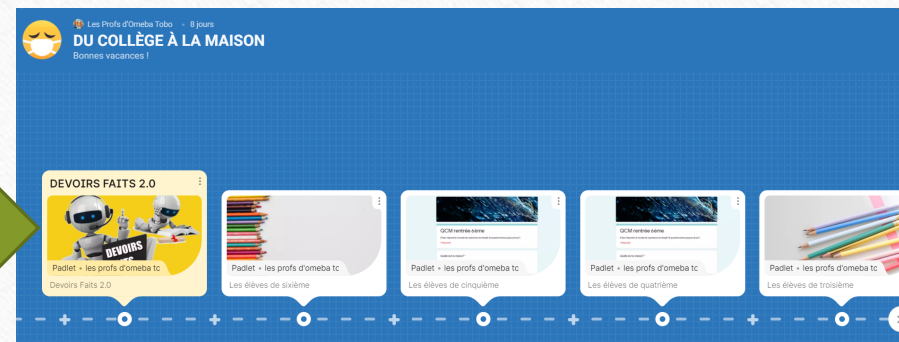 Les Profs d'Omeba Tobo • 8 jours
DU COLLÈGE À LA MAISON
Bonnes vacances !
DEVOIRS FAITS 2.0
DEVOIRS
Padlet • les profs d'omeba tc
Devoirs Faits 2.0
Padlet • les profs d'omeba tc
Les élèves de sixième
QCM rentrée 6ème
Padlet • les profs d'omeba tc
Les élèves de cinquième
QCM rentrée 6ème
Padlet • les profs d'omeba tc
Les élèves de quatrième
Padlet • les profs d'omeba tc
Les élèves de troisième